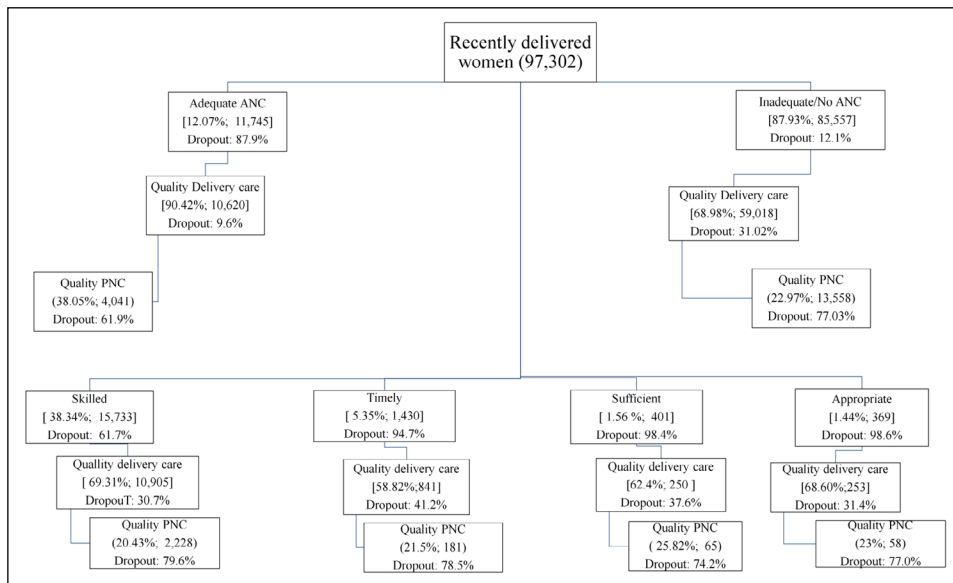 Recently delivered
women (97,302)
Adequate ANC
[12.07%; 11,745]
Dropout: 87.9%
Inadequate/No ANC
[87.93%; 85,557]
Dropout: 12.1%
Quality Delivery care
[90.42%; 10,620]
Dropout: 9.6%
Quality Delivery care
[68.98%; 59,018]
Dropout: 31.02%
Quality PNC
(38.05%; 4,041)
Dropout: 61.9%
Quality PNC
(22.97%; 13,558)
Dropout: 77.03%
Skilled
[ 38.34%; 15,733]
Dropout: 61.7%
Timely
[ 5.35%; 1,430]
Dropout: 94.7%
Sufficient
[ 1.56 %; 401]
Dropout: 98.4%
Appropriate
[1.44%; 369]
Dropout: 98.6%
Quallity delivery care
[ 69.31%; 10,905]
DropouT: 30.7%
Quality delivery care
[58.82%;841]
Dropout: 41.2%
Quality delivery care
[62.4%; 250 ]
Dropout: 37.6%
Quality delivery care
[68.60%;253]
Dropout: 31.4%
Quality PNC
(20.43%; 2,228)
Dropout: 79.6%
Quality PNC
(21.5%; 181)
Dropout: 78.5%
Quality PNC
( 25.82%; 65)
Dropout: 74.2%
Quality PNC
(23%; 58)
Dropout: 77.0%